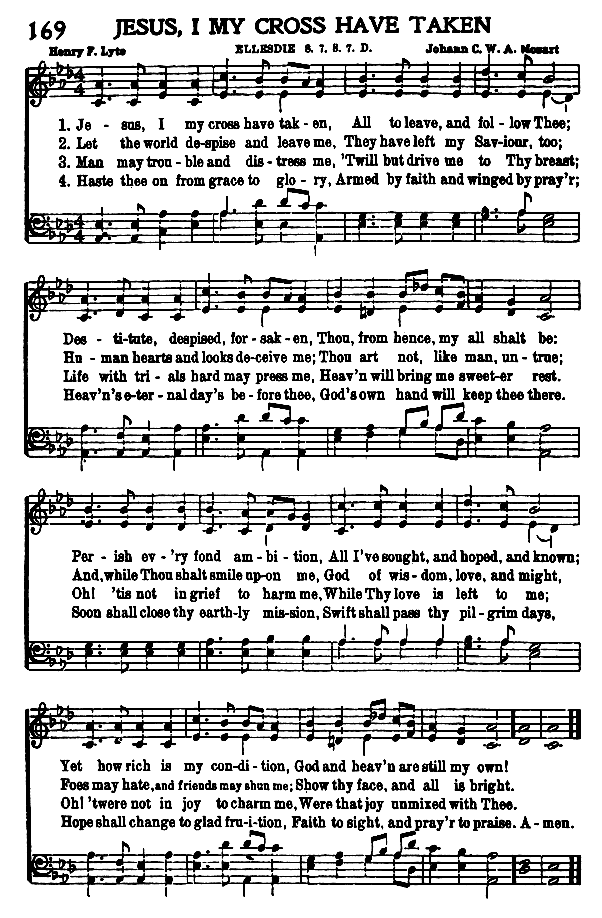 169 JESUS, I MY CROSS HAVE TAKEN
Henry F. Lyte ELLESDIE 8. 7. 8. 7. D. Johann C. W. A. Mozart
1. Je - sus, I my cross have tak - en, All to leave, and fol - low Thee;
2. Let the world de-spise and leave me, They have left my Sav-iour, too;
3. Man may trou - ble and dis - tress me, 'Twill but drive me to Thy breast;
4. Haste thee on from grace to glo - ry, Armed by faith and winged by pray'r;
Des - ti-tute, despised, for - sak - en, Thou, from hence, my all shalt be:
Hu - man hearts and looks de-ceive me; Thou art not, like man, un - true;
Life with tri - als hard may press me, Heav'n will bring me sweet-er rest.
Heav'n's e-ter - nal day's be - fore thee, God's own hand will keep thee there.
Per - ish ev - 'ry fond am - bi - tion, All I've sought, and hoped, and known;
And, while Thou shalt smile up-on me, God of wis - dom, love, and might,
Oh! 'tis not in grief to harm me, While Thy love is left to me;
Soon shall close thy earth-ly mis-sion, Swift shall pass thy pil - grim days,
Yet how rich is my con-di - tion, God and heav'n are still my own!
Foes may hate, and friends may shun me; Show thy face, and all is bright.
Oh! 'twere not in joy to charm me, Were that joy unmixed with Thee.
Hope shall change to glad fru-i-tion, Faith to sight, and pray'r to praise. A - men.